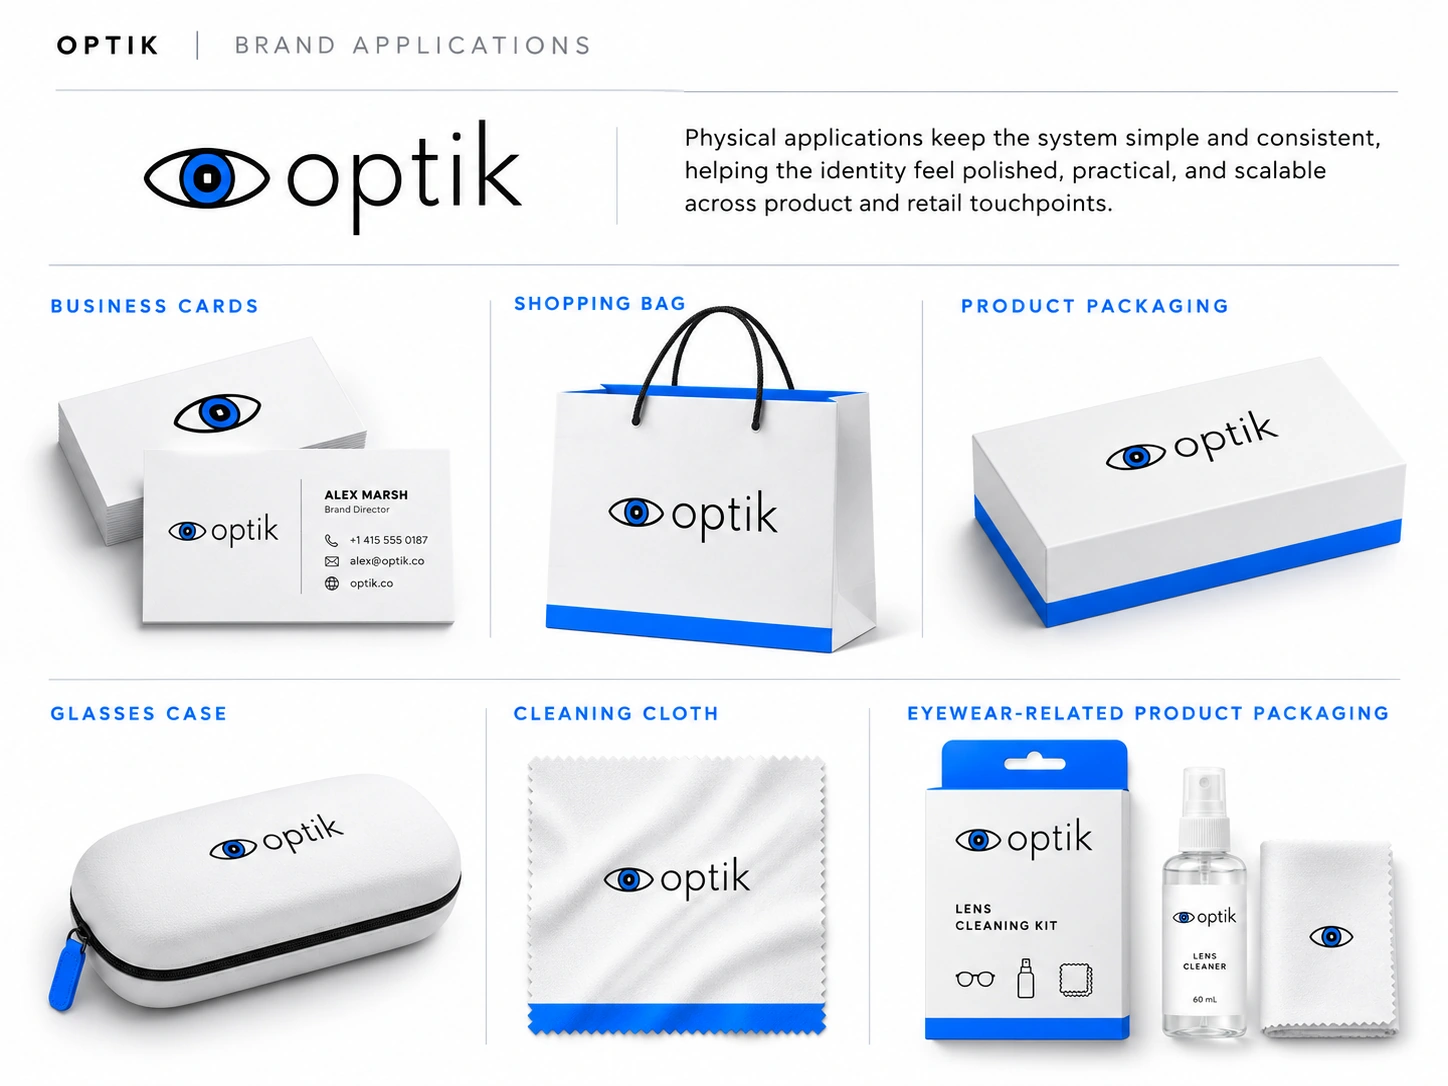 OPTIK | BRAND APPLICATIONS
optik
Physical applications keep the system simple and consistent,
helping the identity feel polished, practical, and scalable
across product and retail touchpoints.
BUSINESS CARDS
optik
ALEX MARSH
Brand Director
+1 415 555 0187
alex@optik.co
optik.co
SHOPPING BAG
optik
PRODUCT PACKAGING
optik
GLASSES CASE
optik
CLEANING CLOTH
optik
EYEWEAR-RELATED PRODUCT PACKAGING
optik
LENS
CLEANING KIT
optik
LENS
CLEANER
60 mL